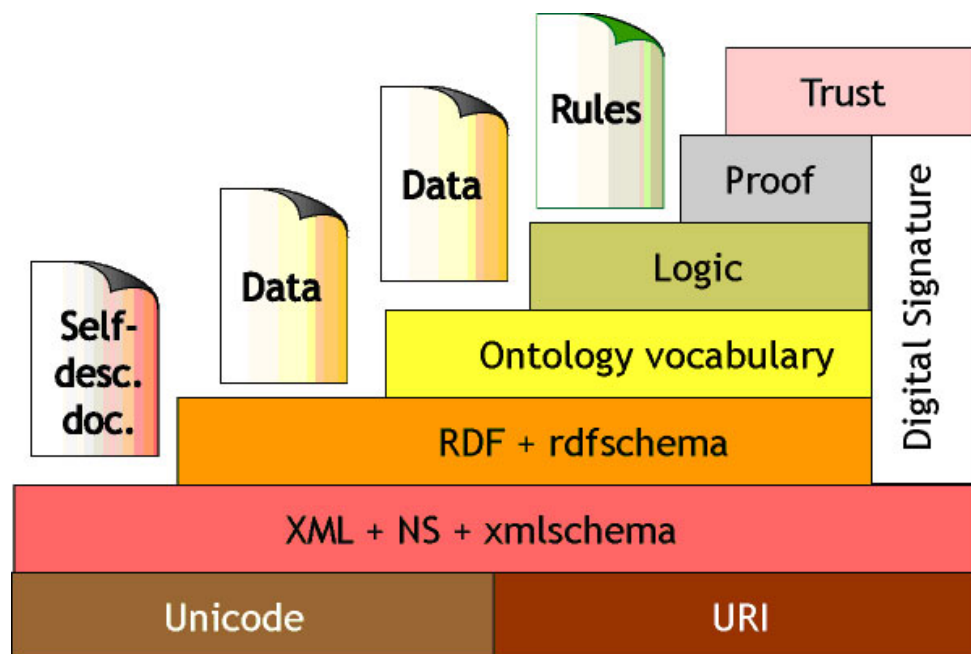 Rules
Trust
Data
Proof
Data
Logic
Self-
desc.
doc.
Ontology vocabulary
Digital Signature
RDF + rdfschema
XML + NS + xmlschema
Unicode
URI